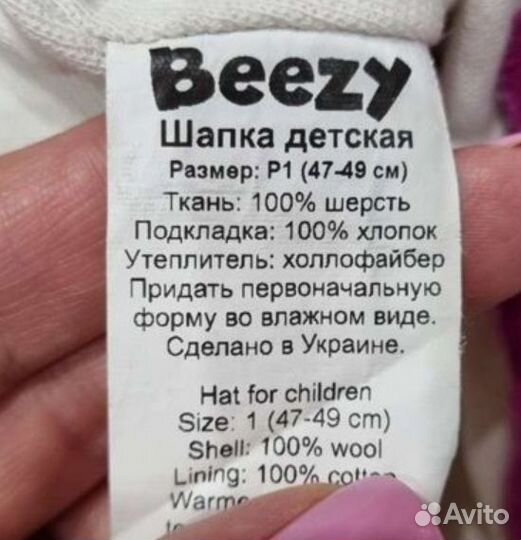 Beezy
Шапка детская
Размер: Р1 (47-49 см)
Ткань: 100% шерсть
Подкладка: 100% хлопок
Утеплитель: холлофайбер
Придать первоначальную
форму во влажном виде.
Сделано в Украине.
Hat for children
Size: 1 (47-49 cm)
Shell: 100% wool
Lining: 100%
Avito